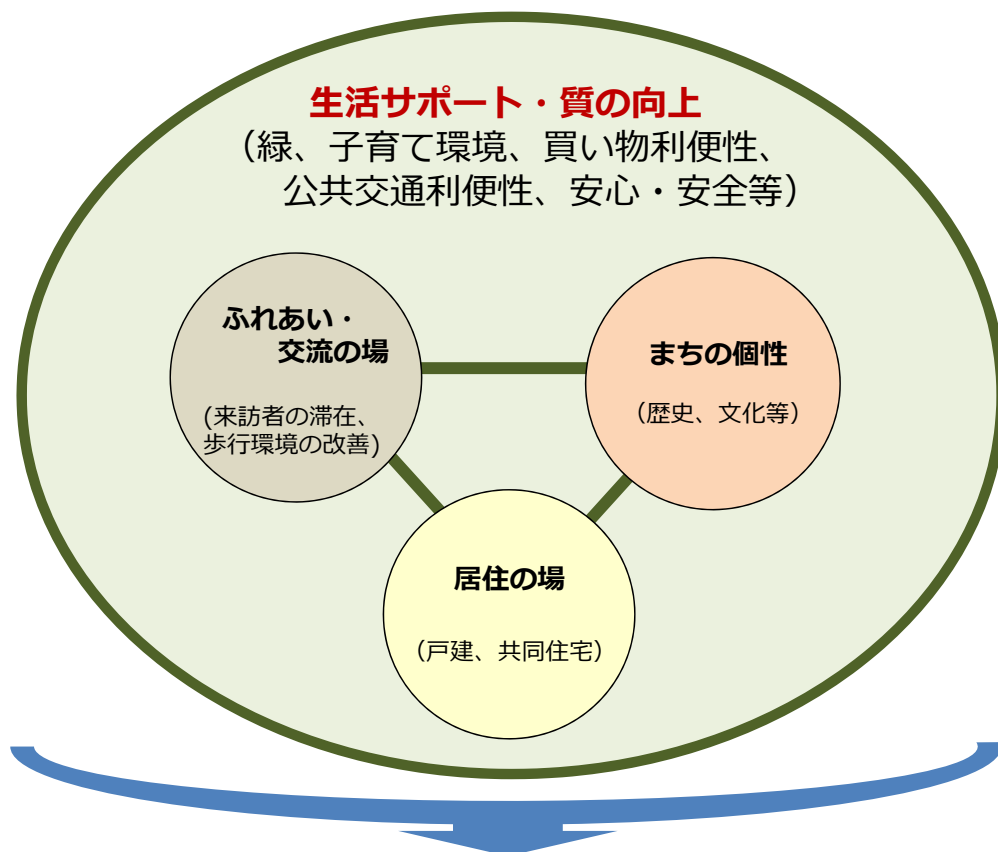 生活サポート・質の向上
（緑、子育て環境、買い物利便性、
公共交通利便性、安心・安全等）
ふれあい・
交流の場
(来訪者の滞在、
歩行環境の改善)
まちの個性
（歴史、文化等）
居住の場
（戸建、共同住宅）